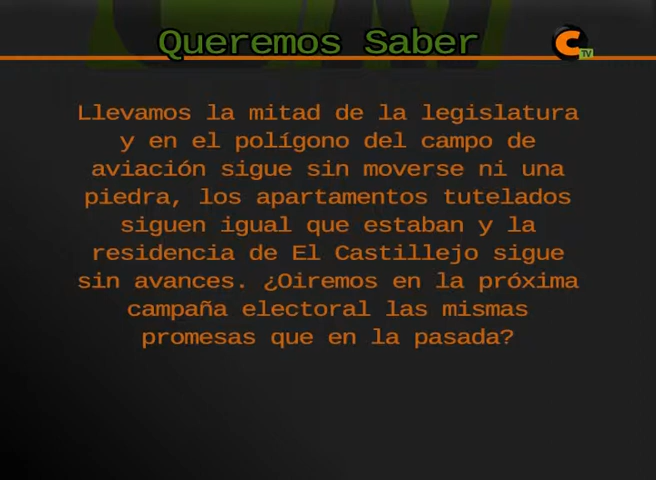 Queremos Saber
C
TV
Llevamos la mitad de la legislatura
y en el polígono del campo de
aviación sigue sin moverse ni una
piedra, los apartamentos tutelados
siguen igual que estaban y la
residencia de El Castillejo sigue
sin avances. ¿Oiremos en la próxima
campaña electoral las mismas
promesas que en la pasada?